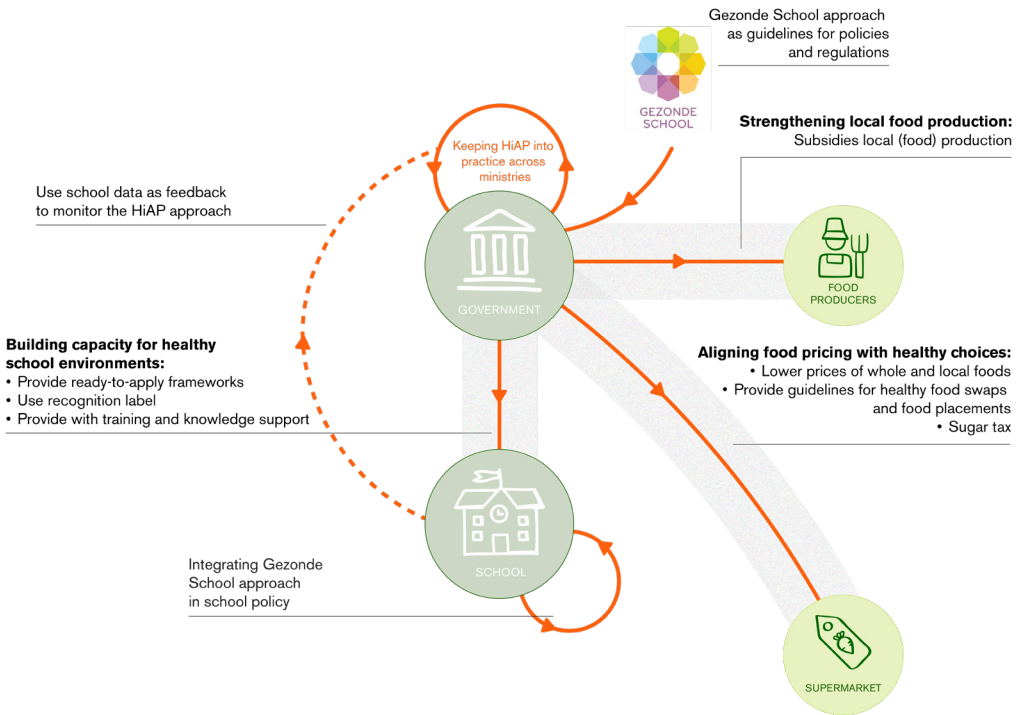 Gezonde School approach
as guidelines for policies
and regulations
GEZONDE
SCHOOL
Strengthening local food production:
Subsidies local (food) production
Keeping HiAP into
practice across
ministries
Use school data as feedback
to monitor the HiAP approach
GOVERNMENT
FOOD
PRODUCERS
Building capacity for healthy
school environments:
• Provide ready-to-apply frameworks
• Use recognition label
• Provide with training and knowledge support
Aligning food pricing with healthy choices:
• Lower prices of whole and local foods
• Provide guidelines for healthy food swaps
and food placements
• Sugar tax
SCHOOL
Integrating Gezonde
School approach
in school policy
SUPERMARKET